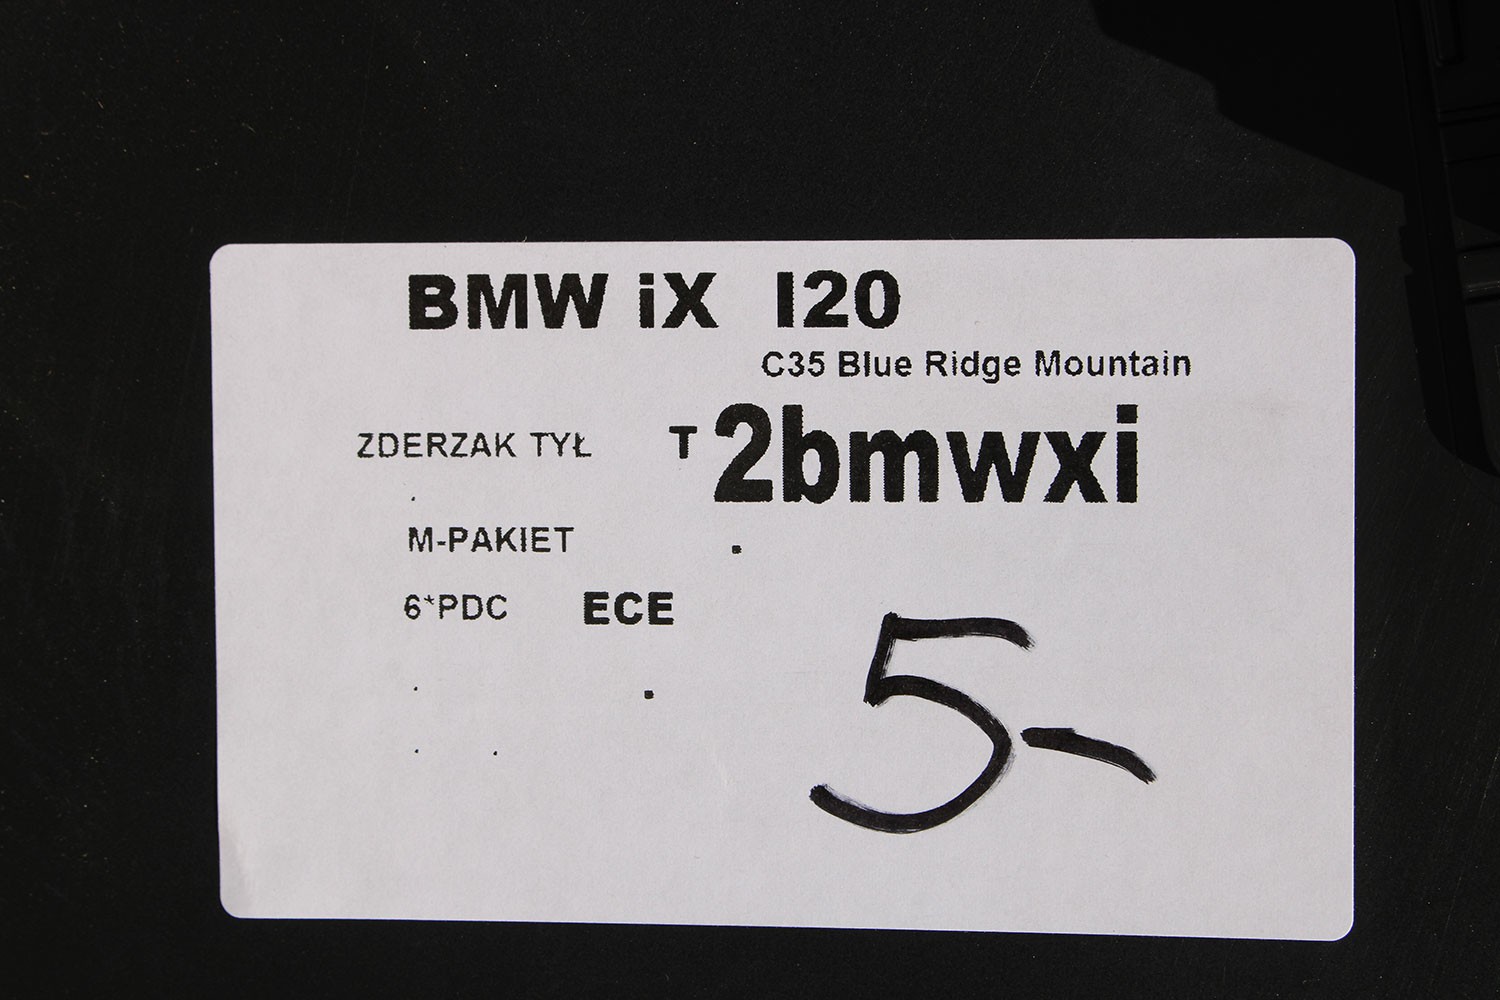 BMW iX I20
C35 Blue Ridge Mountain
ZDERZAK TYŁ T 2bmwxi
.
M-PAKIET .
6*PDC ECE
5-
. .
. .